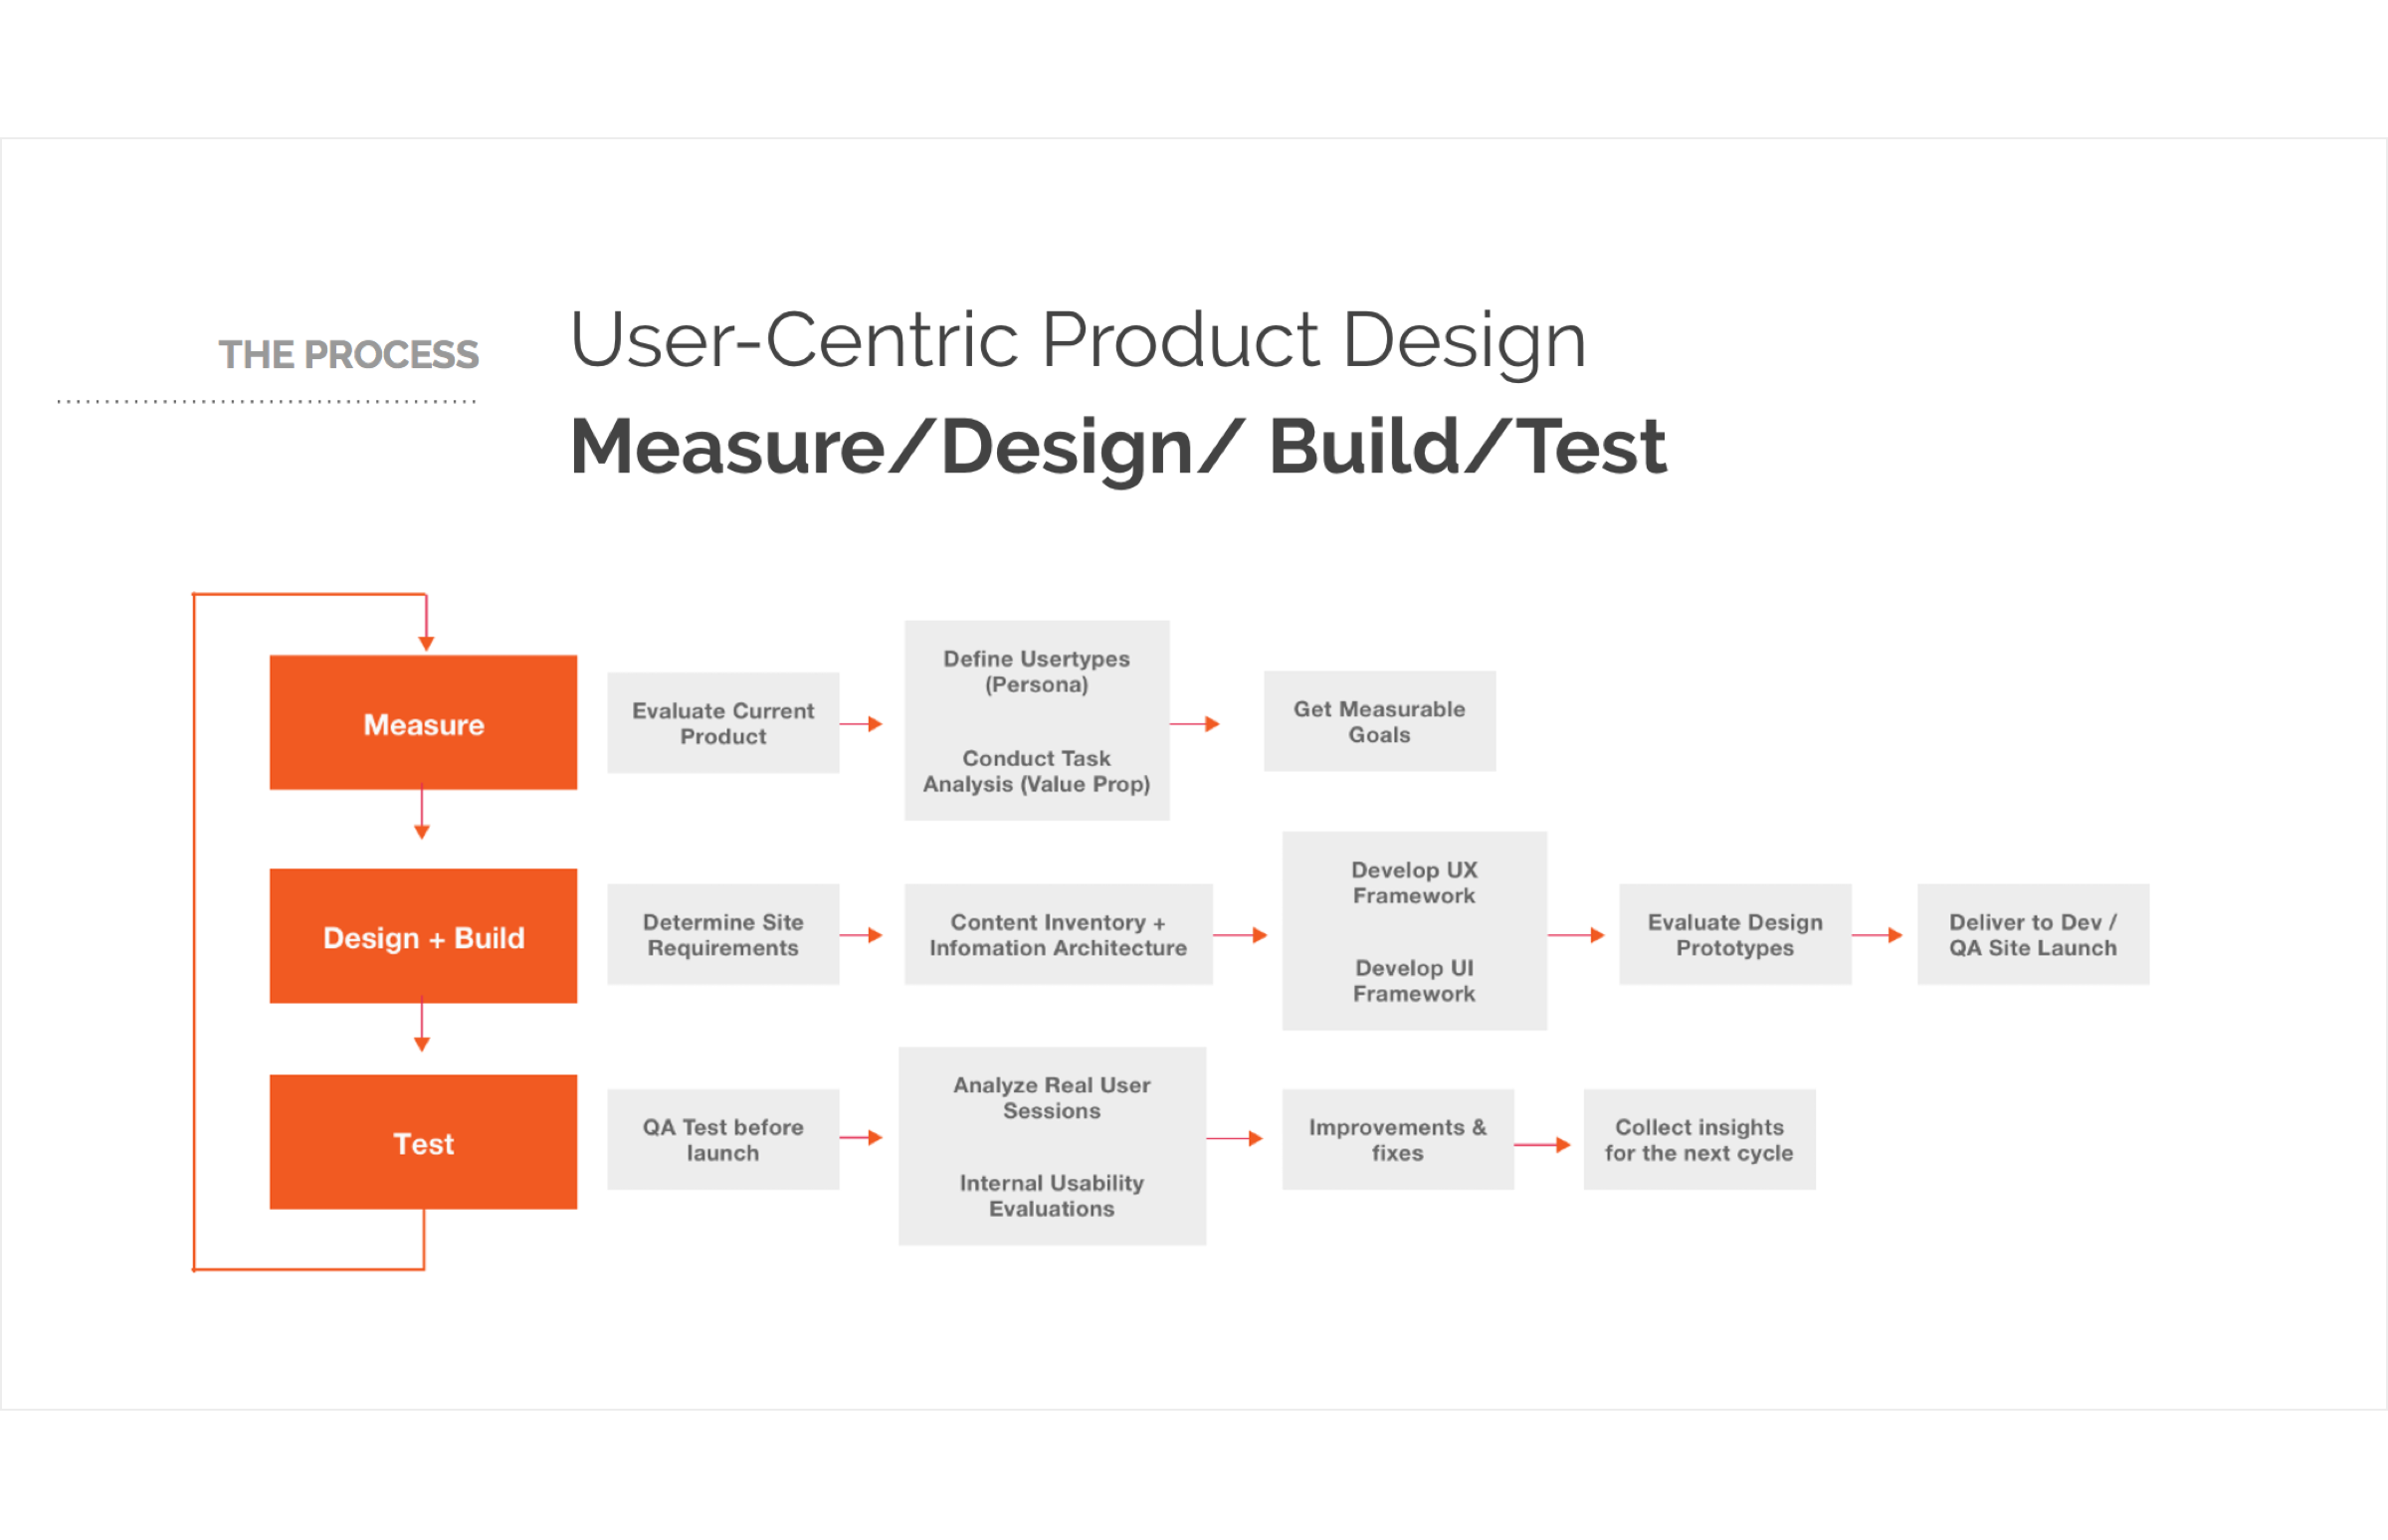 THE PROCESS
User-Centric Product Design
Measure/Design/ Build/Test
Measure
Evaluate Current
Product
Define Usertypes
(Persona)
Conduct Task
Analysis (Value Prop)
Get Measurable
Goals
Design + Build
Determine Site
Requirements
Content Inventory +
Infomation Architecture
Develop UX
Framework
Develop UI
Framework
Evaluate Design
Prototypes
Deliver to Dev /
QA Site Launch
Test
QA Test before
launch
Analyze Real User
Sessions
Internal Usability
Evaluations
Improvements &
fixes
Collect insights
for the next cycle